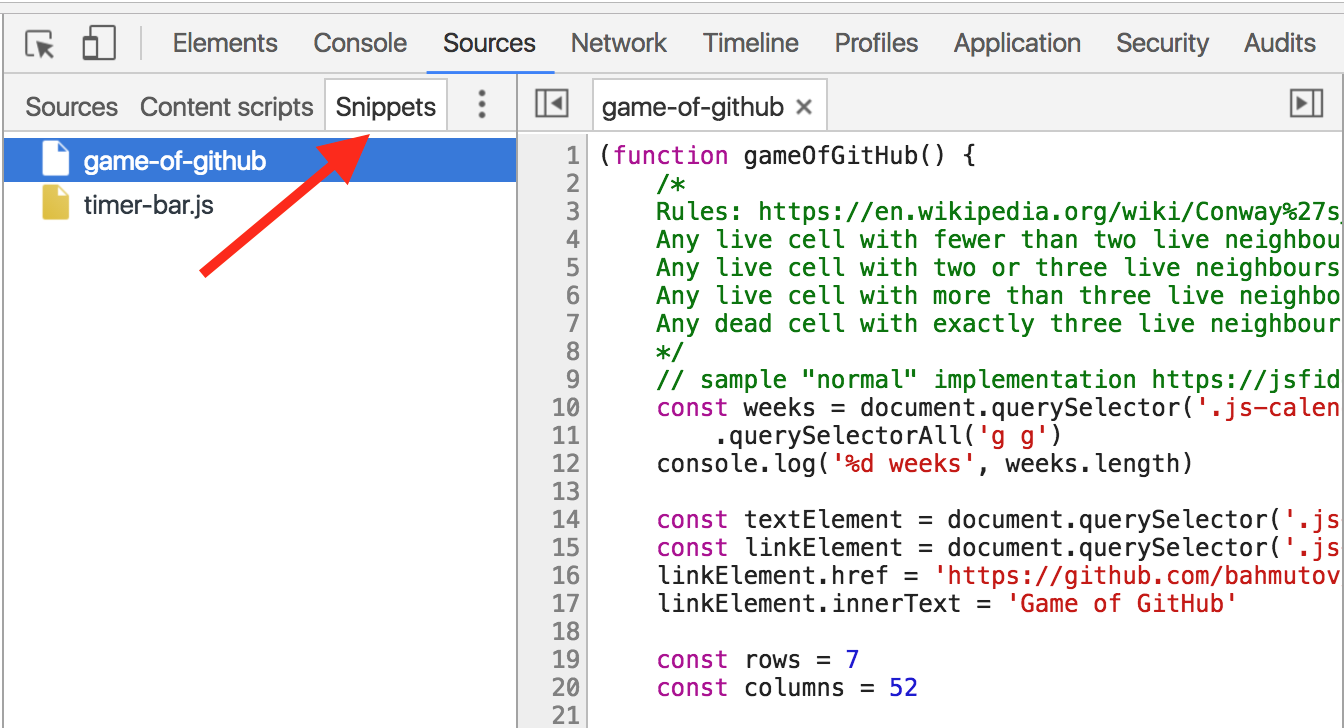 Elements Console Sources Network Timeline Profiles Application Security Audits
Sources Content scripts Snippets
game-of-github
timer-bar.js
game-of-github ×
1 (function gameOfGitHub() {
2 /*
3 Rules: https://en.wikipedia.org/wiki/Conway%27s_
4 Any live cell with fewer than two live neighbou
5 Any live cell with two or three live neighbours
6 Any live cell with more than three live neighbo
7 Any dead cell with exactly three live neighbour
8 */
9 // sample "normal" implementation https://jsfid
10 const weeks = document.querySelector('.js-calen
11 .querySelectorAll('g g')
12 console.log('%d weeks', weeks.length)
13
14 const textElement = document.querySelector('.js
15 const linkElement = document.querySelector('.js
16 linkElement.href = 'https://github.com/bahmutov
17 linkElement.innerText = 'Game of GitHub'
18
19 const rows = 7
20 const columns = 52
21